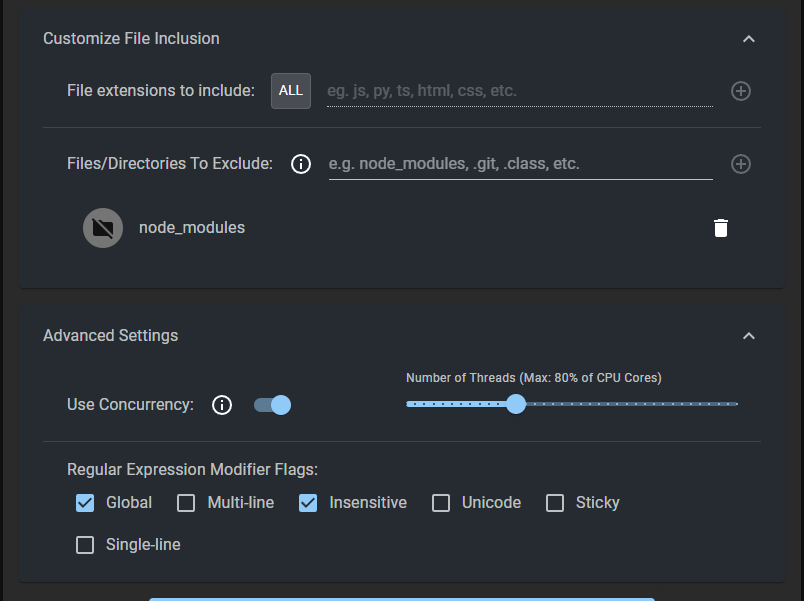 Customize File Inclusion
File extensions to include: ALL eg. js, py, ts, html, css, etc.
Files/Directories To Exclude: e.g. node_modules, .git, .class, etc.
node_modules
Advanced Settings
Number of Threads (Max: 80% of CPU Cores)
Use Concurrency:
Regular Expression Modifier Flags:
Global Multi-line Insensitive Unicode Sticky
Single-line